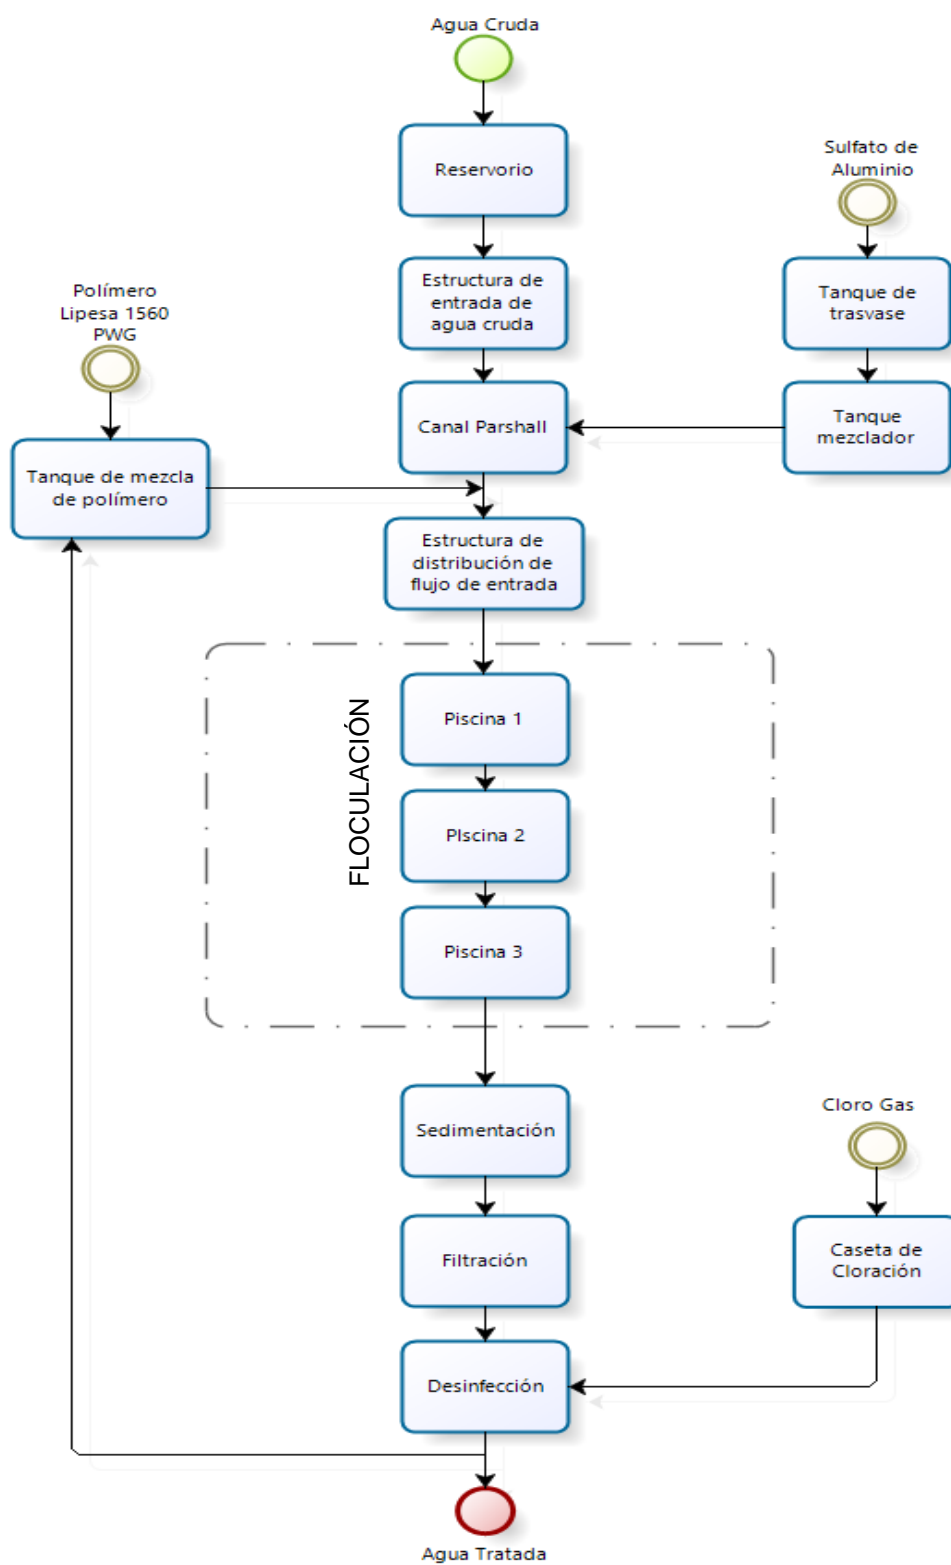 Agua Cruda
Reservorio
Sulfato de
Aluminio
Estructura de
entrada de
agua cruda
Tanque de
trasvase
Polímero
Lipesa 1560
PWG
Canal Parshall
Tanque
mezclador
Tanque de mezcla
de polímero
Estructura de
distribución de
flujo de entrada
FLOCULACIÓN
Piscina 1
PIscina 2
Piscina 3
Sedimentación
Cloro Gas
Filtración
Caseta de
Cloración
Desinfección
Agua Tratada